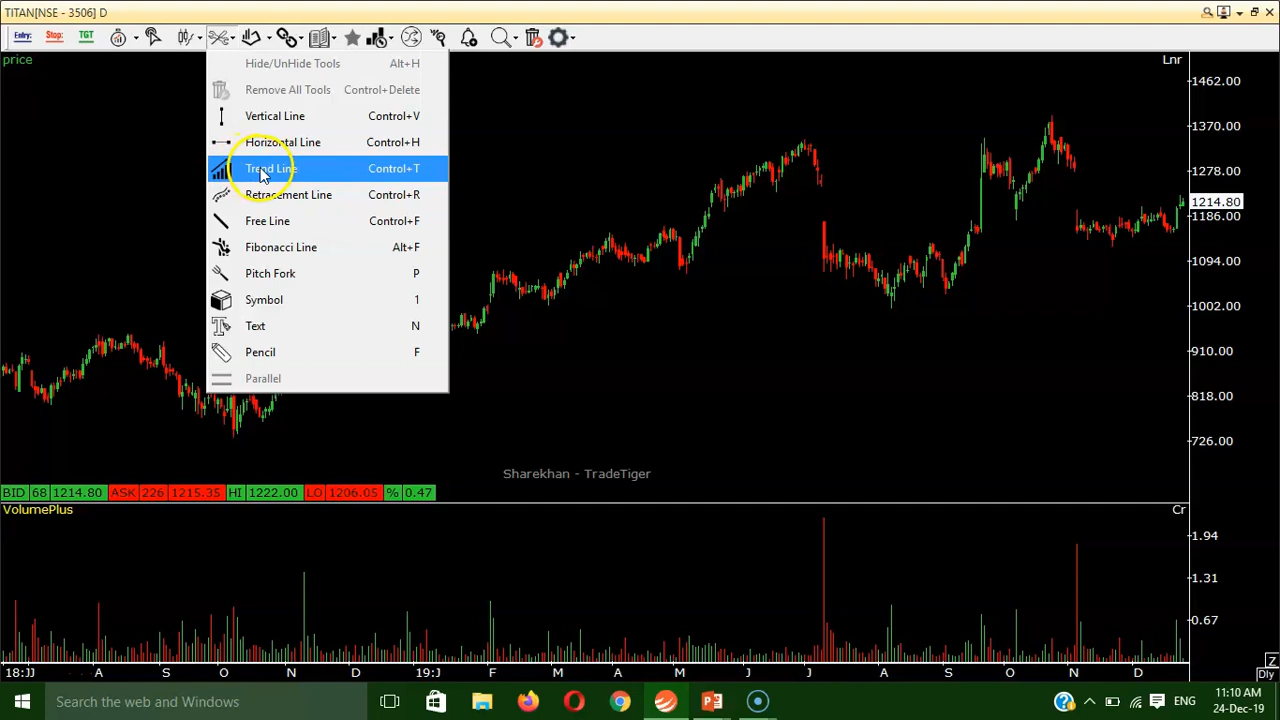 TITAN[NSE - 3506] D
Entry:
Stop:
TGT
price
Lnr
Hide/UnHide Tools Alt+H
Remove All Tools Control+Delete
Vertical Line Control+V
Horizontal Line Control+H
Trend Line Control+T
Retracement Line Control+R
Free Line Control+F
Fibonacci Line Alt+F
Pitch Fork P
Symbol 1
Text N
Pencil F
Parallel
1462.00
1370.00
1278.00
1214.80
1186.00
1094.00
1002.00
910.00
818.00
726.00
Sharekhan - TradeTiger
BID 68 1214.80 ASK 226 1215.35 HI 1222.00 LO 1206.05 % 0.47
VolumePlus
Cr
1.94
1.31
0.67
Z
18:JJ A S O N D 19:J F M A M J J A S O N D
Dly
Search the web and Windows
ENG
11:10 AM
24-Dec-19